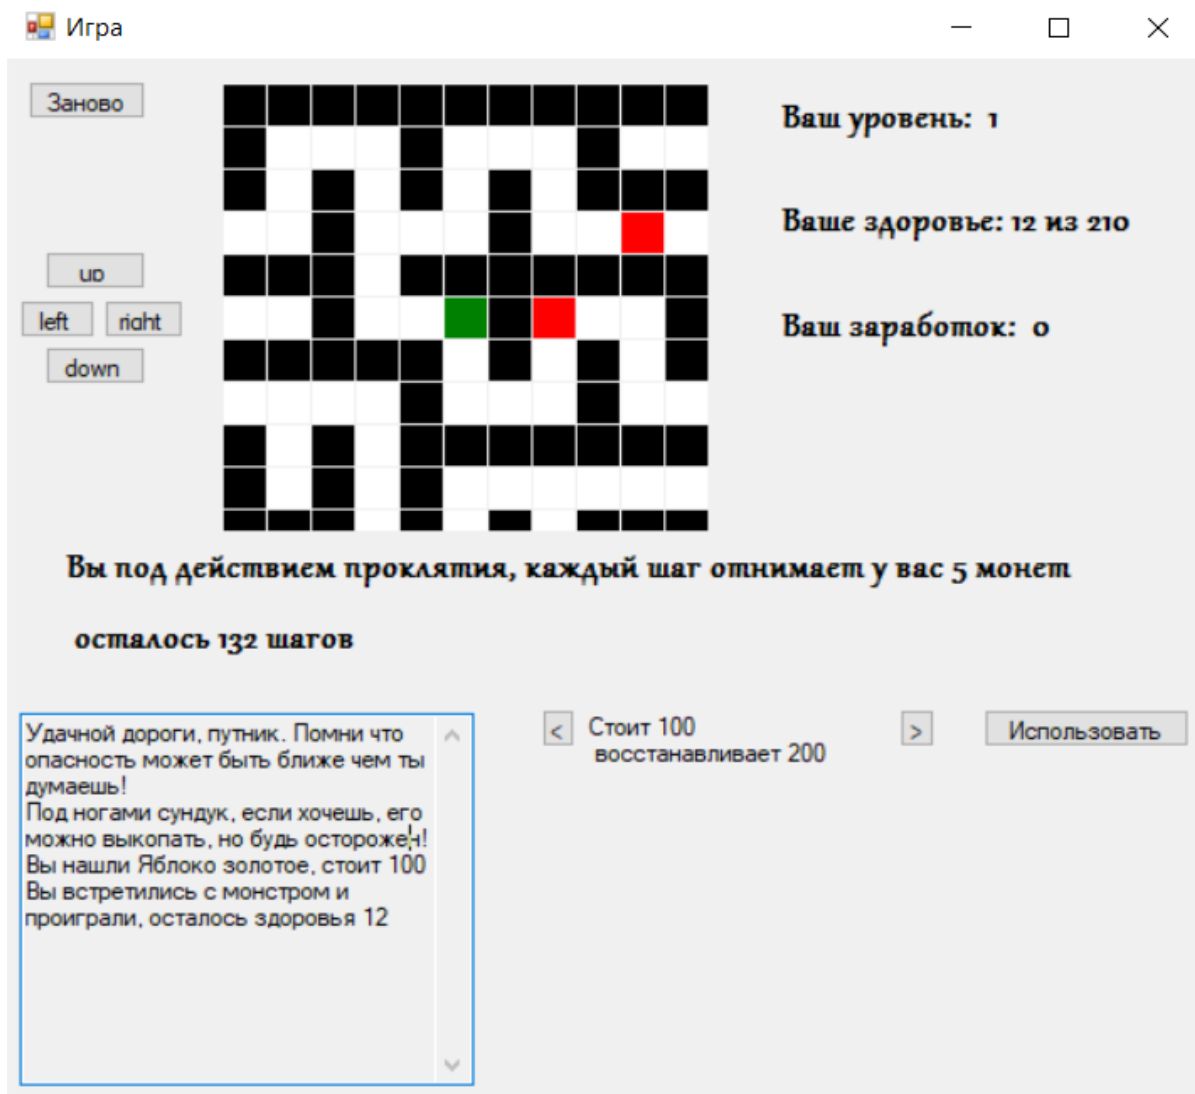 Игра
Заново
Ваш уровень: 1
Ваше здоровье: 12 из 210
up
left right
Ваш заработок: 0
down
Вы под действием проклятия, каждый шаг отнимает у вас 5 монет
осталось 132 шагов
Удачной дороги, путник. Помни что
опасность может быть ближе чем ты
думаешь!
Под ногами сундук, если хочешь, его
можно выкопать, но будь осторожен!
Вы нашли Яблоко золотое, стоит 100
Вы встретились с монстром и
проиграли, осталось здоровья 12
< Стоит 100 > Использовать
восстанавливает 200